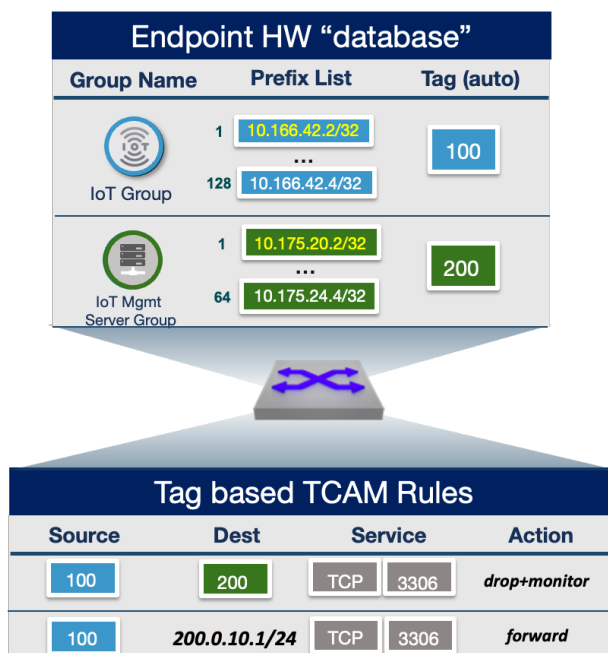 Endpoint HW “database”
Group Name Prefix List Tag (auto)
1 10.166.42.2/32
...
128 10.166.42.4/32
100
IoT
IoT Group
1 10.175.20.2/32
...
64 10.175.24.4/32
200
IoT Mgmt
Server Group
Tag based TCAM Rules
Source Dest Service Action
100 200 TCP 3306 drop+monitor
100 200.0.10.1/24 TCP 3306 forward